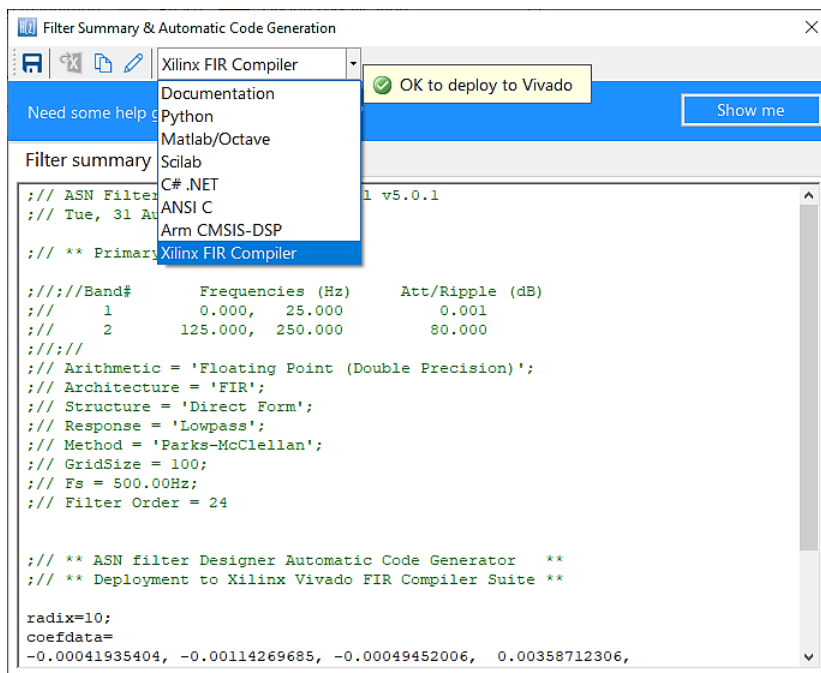 Filter Summary & Automatic Code Generation
Xilinx FIR Compiler
OK to deploy to Vivado
Documentation
Python
Matlab/Octave
Scilab
C# .NET
ANSI C
Arm CMSIS-DSP
Xilinx FIR Compiler
Need some help
Show me
Filter summary
;// ASN Filter l v5.0.1
;// Tue, 31 Au
;// ** Primary
;//;//Band# Frequencies (Hz) Att/Ripple (dB)
;// 1 0.000, 25.000 0.001
;// 2 125.000, 250.000 80.000
;//;//
;// Arithmetic = 'Floating Point (Double Precision)';
;// Architecture = 'FIR';
;// Structure = 'Direct Form';
;// Response = 'Lowpass';
;// Method = 'Parks-McClellan';
;// GridSize = 100;
;// Fs = 500.00Hz;
;// Filter Order = 24
;// ** ASN filter Designer Automatic Code Generator **
;// ** Deployment to Xilinx Vivado FIR Compiler Suite **
radix=10;
coefdata=
-0.00041935404, -0.00114269685, -0.00049452006, 0.00358712306,